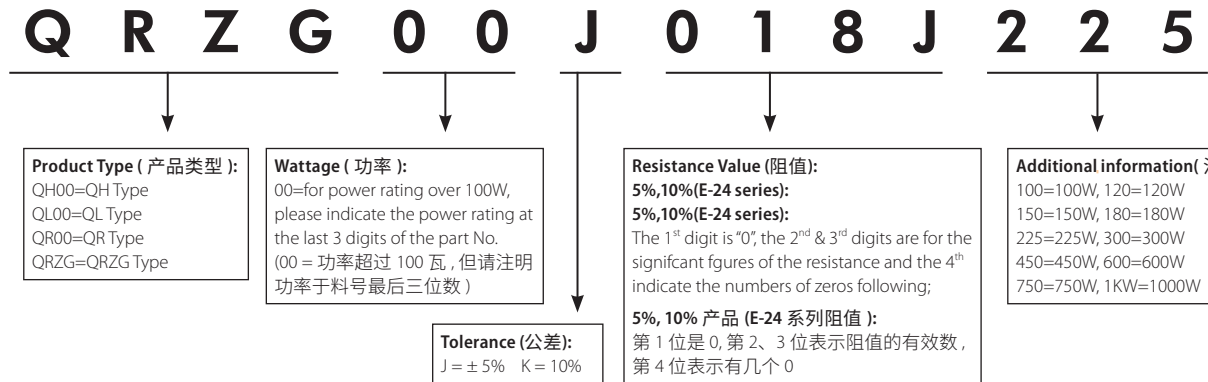 Q R Z G 0 0 J 0 1 8 J 2 2 5
Product Type ( 产品类型 ):
QH00=QH Type
QL00=QL Type
QR00=QR Type
QRZG=QRZG Type
Wattage ( 功率 ):
00=for power rating over 100W,
please indicate the power rating at
the last 3 digits of the part No.
(00 = 功率超过 100 瓦 , 但请注明
功率于料号最后三位数 )
Tolerance (公差):
J = ± 5% K = 10%
Resistance Value (阻值):
5%,10%(E-24 series):
5%,10%(E-24 series):
The 1st digit is “0”, the 2nd & 3rd digits are for the
signifcant fgures of the resistance and the 4th
indicate the numbers of zeros following;
5%, 10% 产品 (E-24 系列阻值 ):
第 1 位是 0, 第 2、3 位表示阻值的有效数 ,
第 4 位表示有几个 0
Additional information(
100=100W, 120=120W
150=150W, 180=180W
225=225W, 300=300W
450=450W, 600=600W
750=750W, 1KW=1000W